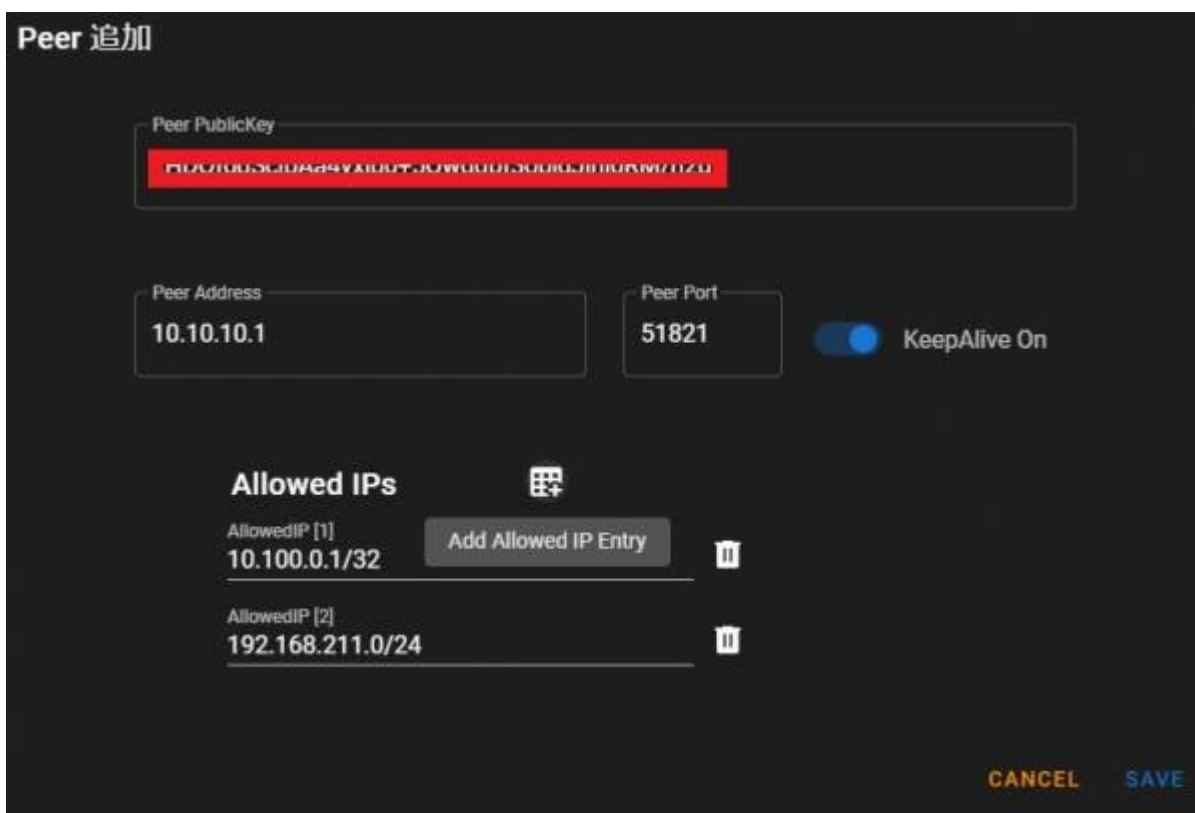 Peer 追加
Peer PublicKey
Peer Address
10.10.10.1
Peer Port
51821
KeepAlive On
Allowed IPs
AllowedIP [1]
10.100.0.1/32
Add Allowed IP Entry
AllowedIP [2]
192.168.211.0/24
CANCEL
SAVE